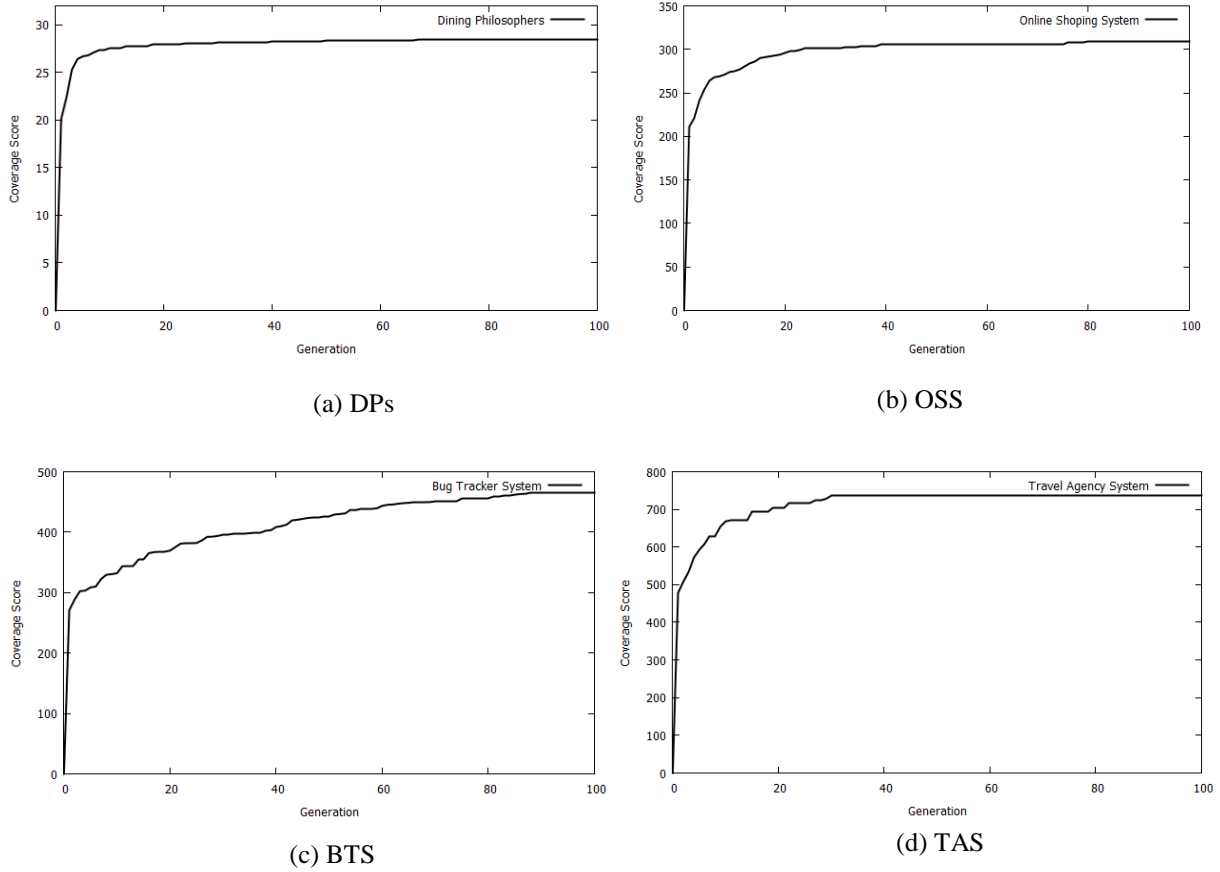 Dining Philosophers
30
25
20
15
10
5
0
Coverage Score
0 20 40 60 80 100
Generation
(a) DPs
Online Shoping System
350
300
250
200
150
100
50
0
Coverage Score
0 20 40 60 80 100
Generation
(b) OSS
Bug Tracker System
500
400
300
200
100
0
Coverage Score
0 20 40 60 80 100
Generation
(c) BTS
Travel Agency System
800
700
600
500
400
300
200
100
0
Coverage Score
0 20 40 60 80 100
Generation
(d) TAS